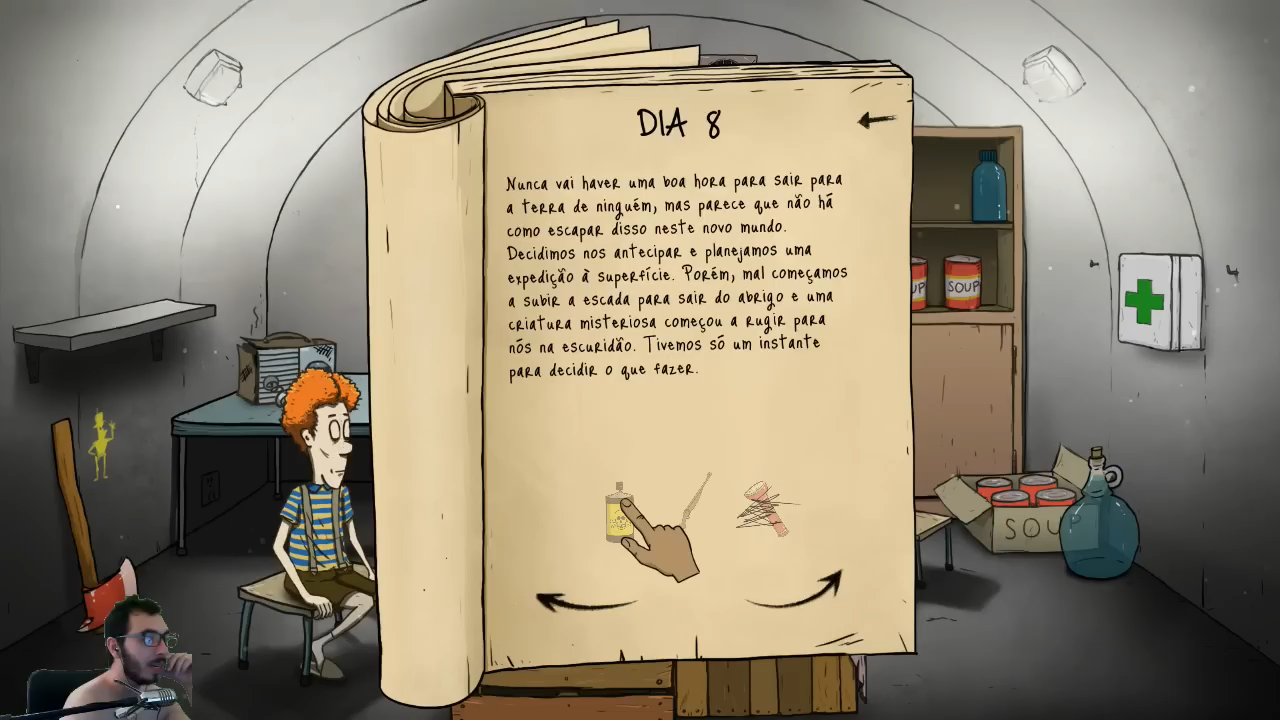 DIA 8
Nunca vai haver uma boa hora para sair para
a terra de ninguém, mas parece que não há
como escapar disso neste novo mundo.
Decidimos nos antecipar e planejamos uma
expedição à superfície. Porém, mal começamos
a subir a escada para sair do abrigo e uma
criatura misteriosa começou a rugir para
nós na escuridão. Tivemos só um instante
para decidir o que fazer.
UP
SOUP
SOU